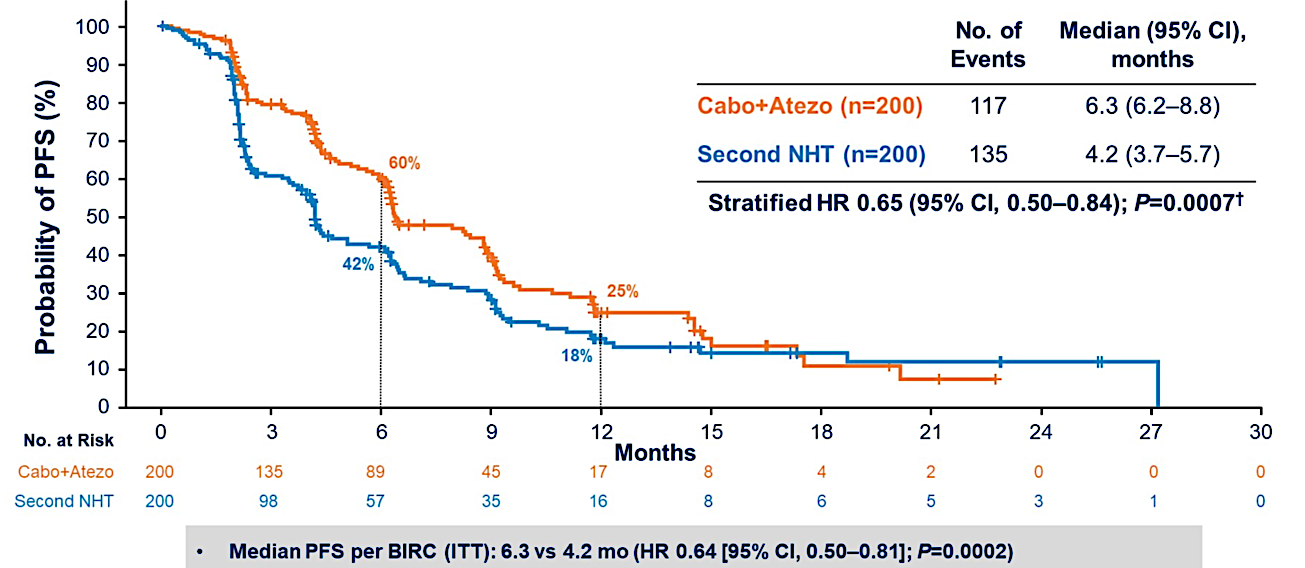 No. of Events Median (95% CI), months
Cabo+Atezo (n=200) 117 6.3 (6.2–8.8)
Second NHT (n=200) 135 4.2 (3.7–5.7)
Stratified HR 0.65 (95% CI, 0.50–0.84); P=0.0007†
Probability of PFS (%)
100
90
80
70
60
50
40
30
20
10
0
60%
42%
25%
18%
0 3 6 9 12 15 18 21 24 27 30
Months
No. at Risk
Cabo+Atezo 200 135 89 45 17 8 4 2 0 0 0
Second NHT 200 98 57 35 16 8 6 5 3 1 0
• Median PFS per BIRC (ITT): 6.3 vs 4.2 mo (HR 0.64 [95% CI, 0.50–0.81]; P=0.0002)